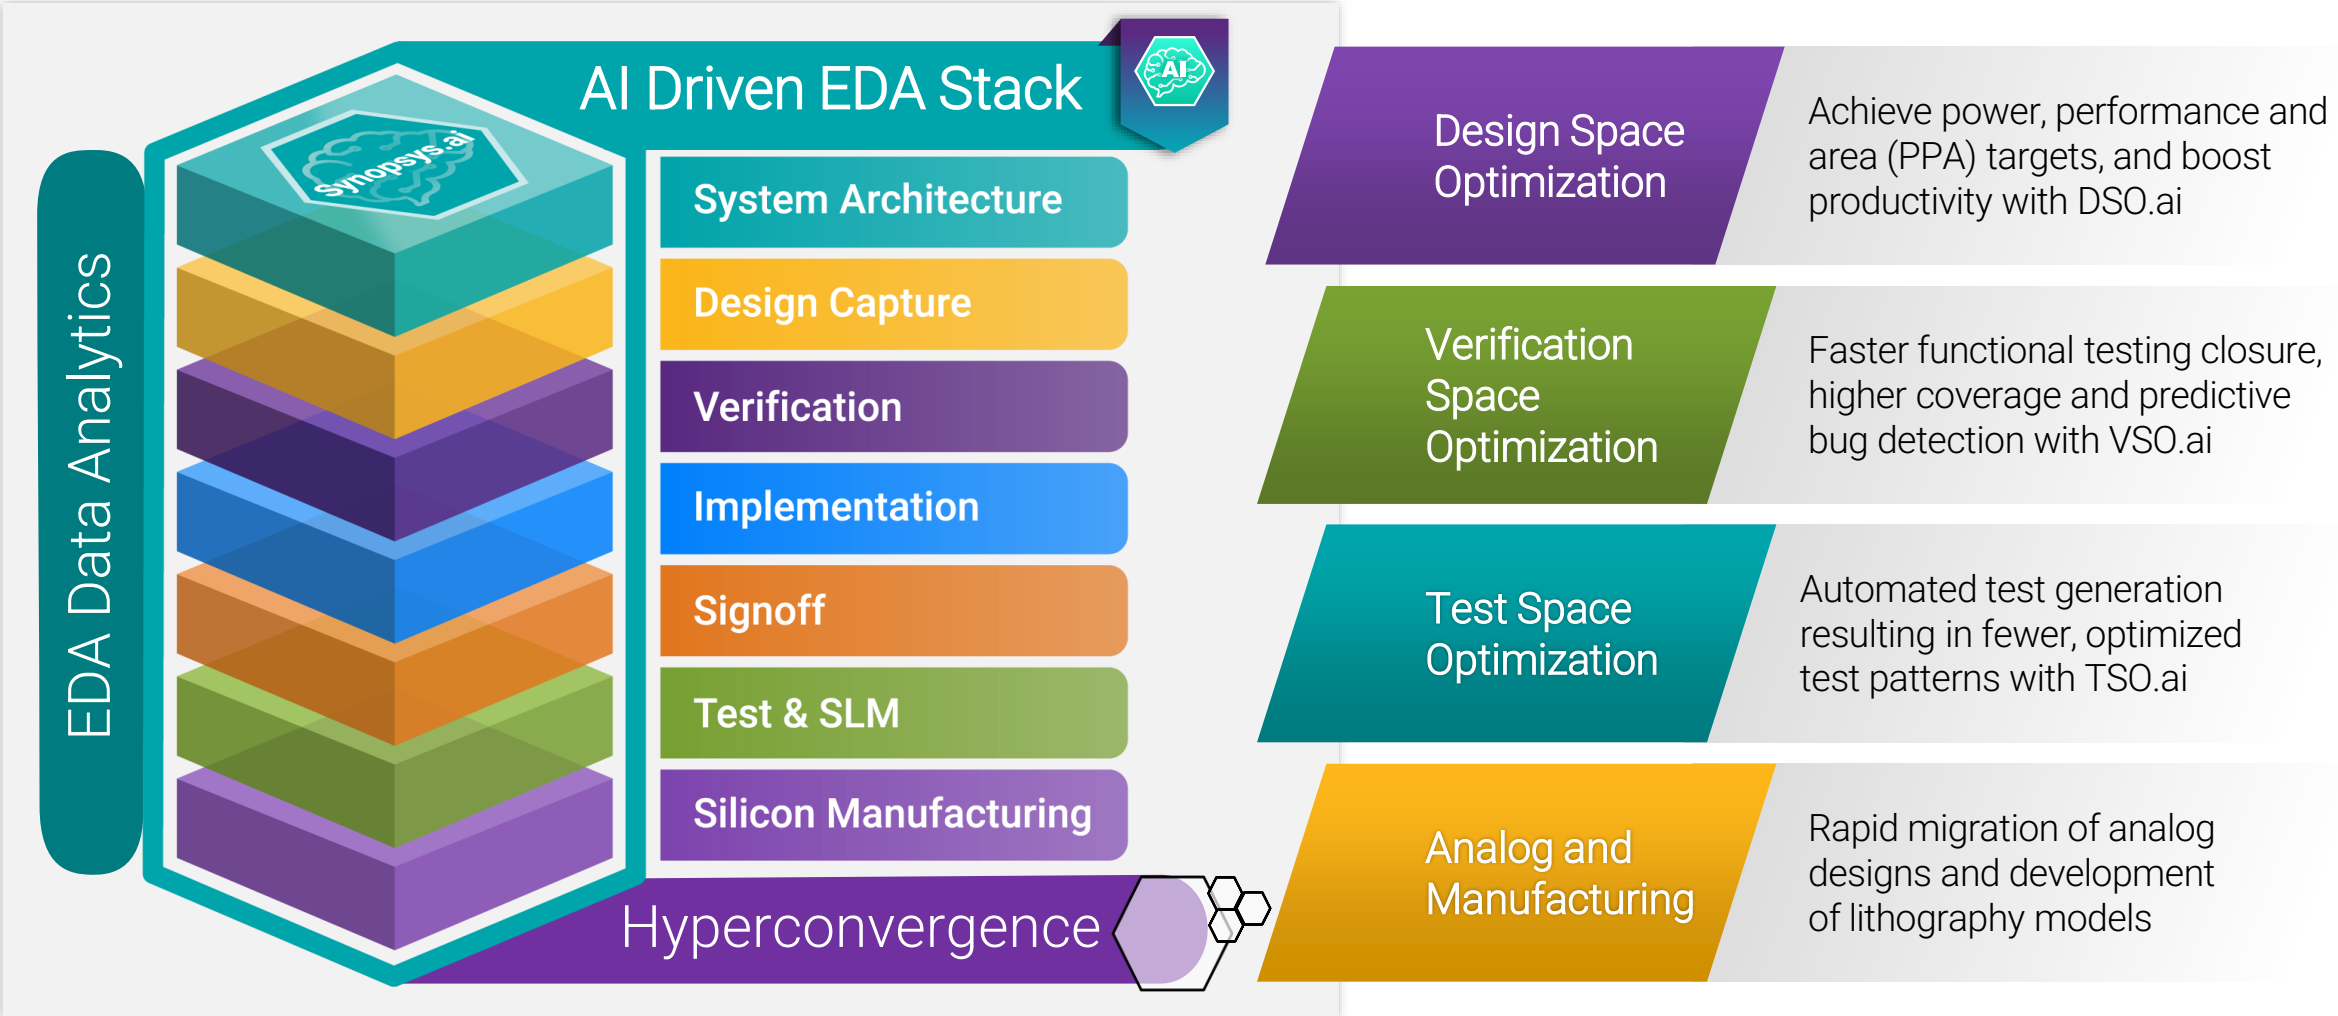 EDA Data Analytics
AI Driven EDA Stack
AI
Synopsys.ai
System Architecture
Design Capture
Verification
Implementation
Signoff
Test & SLM
Silicon Manufacturing
Hyperconvergence
Design Space
Optimization
Achieve power, performance and
area (PPA) targets, and boost
productivity with DSO.ai
Verification
Space
Optimization
Faster functional testing closure,
higher coverage and predictive
bug detection with VSO.ai
Test Space
Optimization
Automated test generation
resulting in fewer, optimized
test patterns with TSO.ai
Analog and
Manufacturing
Rapid migration of analog
designs and development
of lithography models